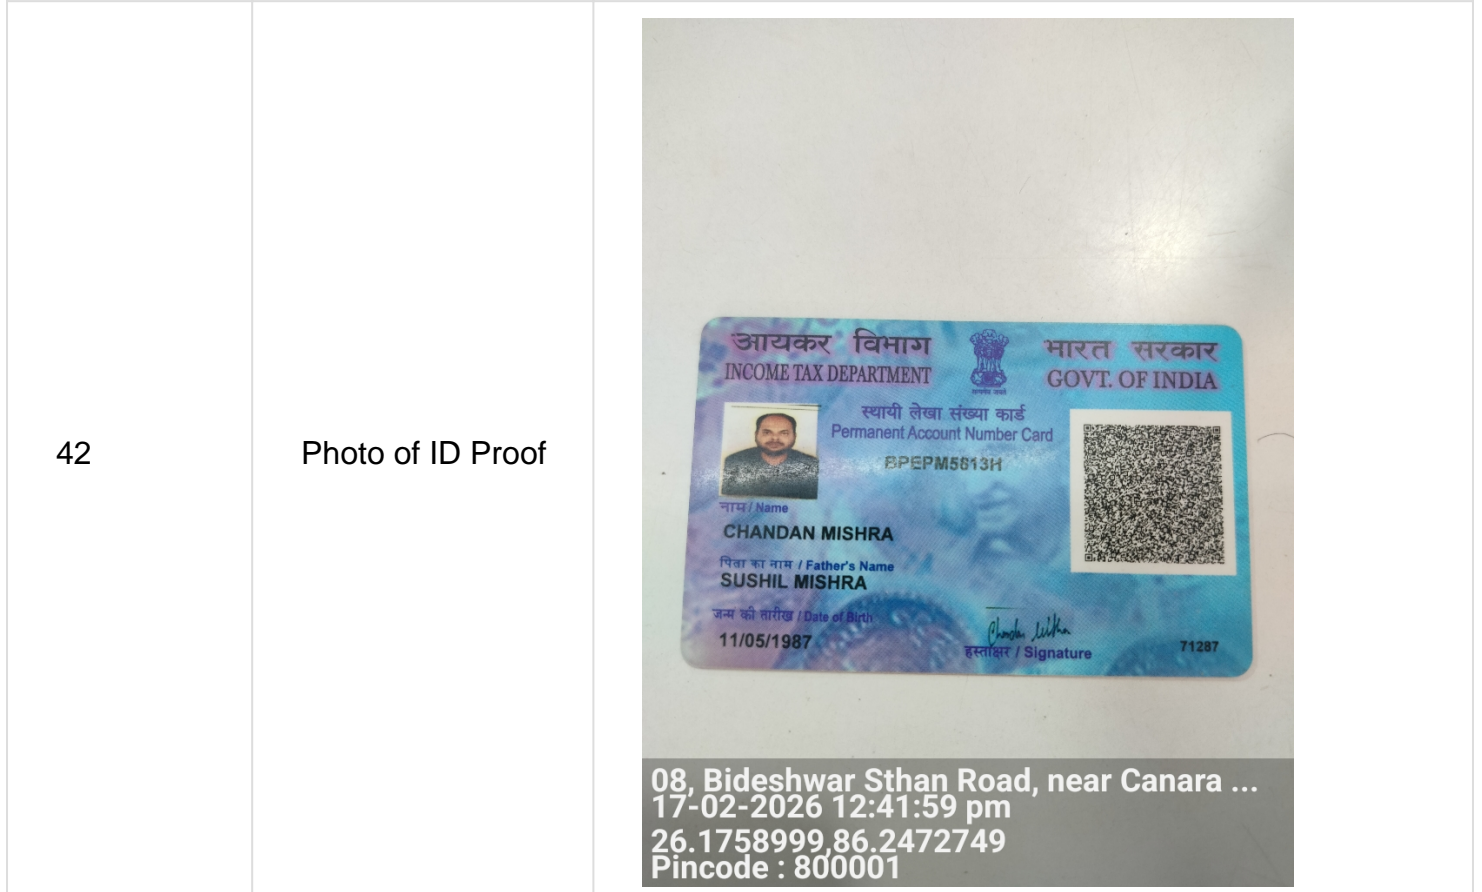 42
Photo of ID Proof
आयकर विभाग
INCOME TAX DEPARTMENT
भारत सरकार
GOVT. OF INDIA
स्थायी लेखा संख्या कार्ड
Permanent Account Number Card
BPEPM5813H
नाम / Name
CHANDAN MISHRA
पिता का नाम / Father's Name
SUSHIL MISHRA
जन्म की तारीख / Date of Birth
11/05/1987
हस्ताक्षर / Signature
71287
08, Bideshwar Sthan Road, near Canara ...
17-02-2026 12:41:59 pm
26.1758999,86.2472749
Pincode : 800001